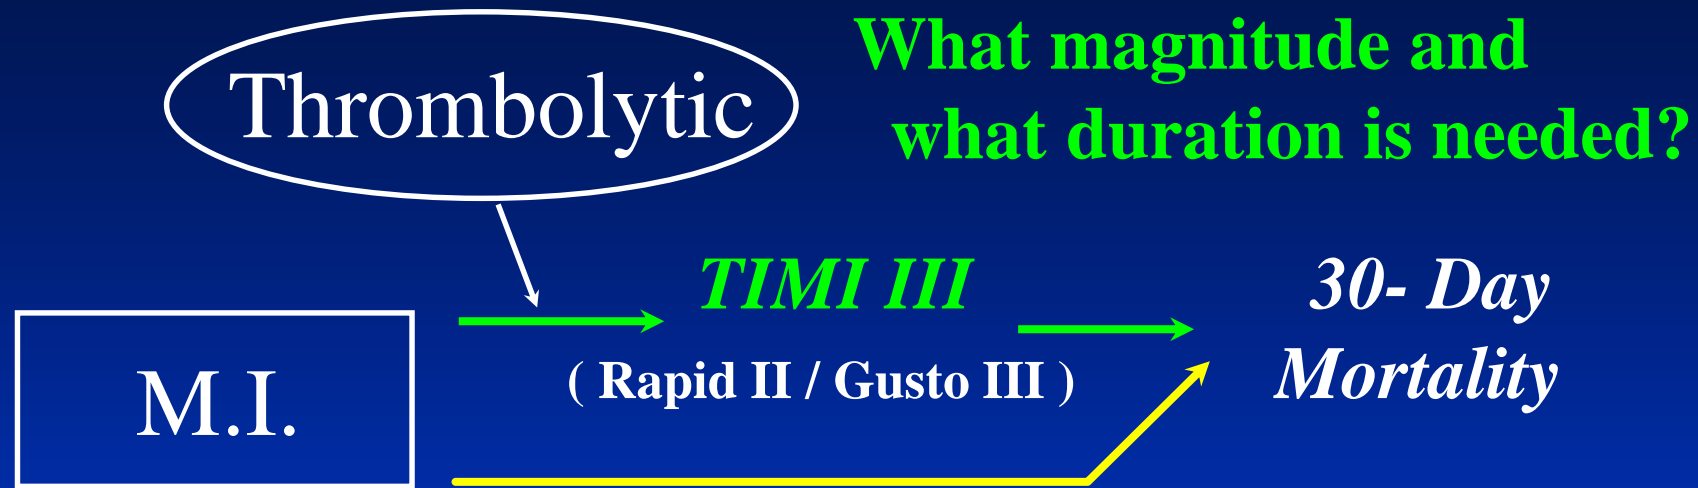 What magnitude and
Thrombolytic
what duration is needed?
TIMI III
30- Day
( Rapid II / Gusto III )
Mortality
M.I.